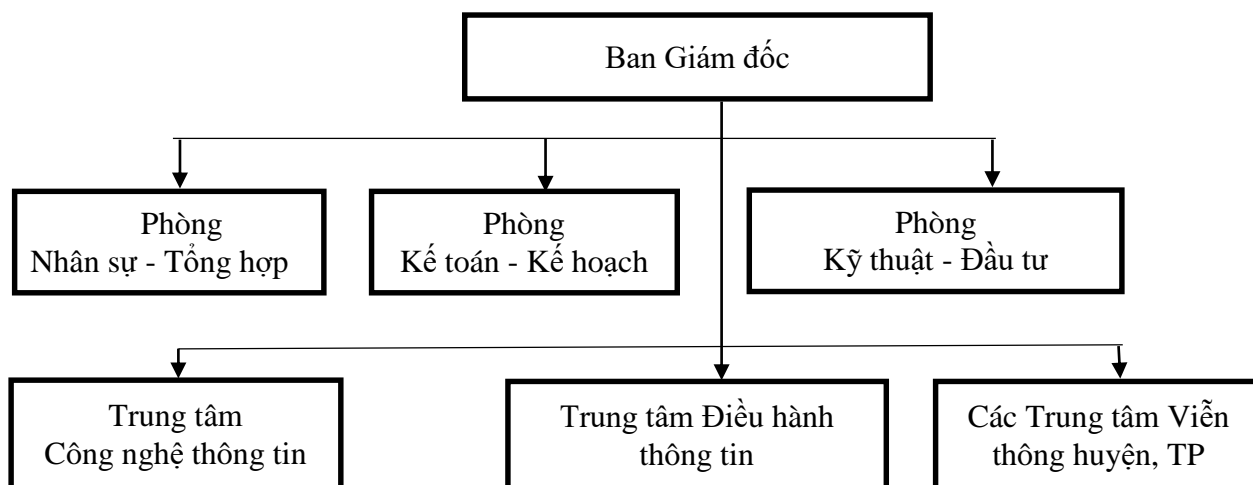 Ban Giám đốc
Phòng
Nhân sự - Tổng hợp
Phòng
Kế toán - Kế hoạch
Phòng
Kỹ thuật - Đầu tư
Trung tâm
Công nghệ thông tin
Trung tâm Điều hành
thông tin
Các Trung tâm Viễn
thông huyện, TP